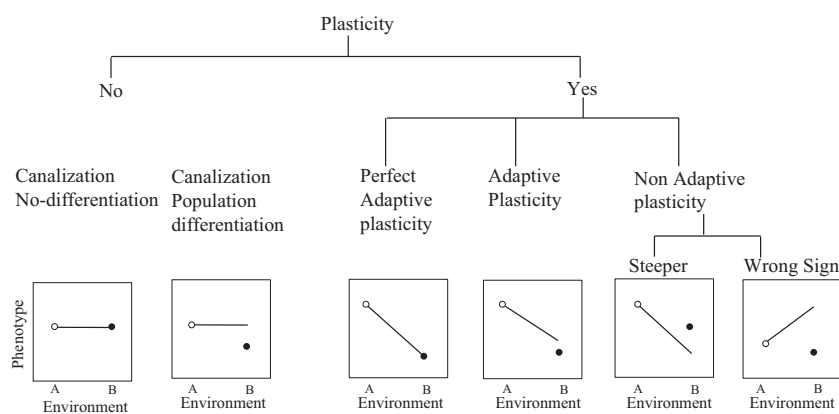 Plasticity
No
Yes
Canalization
No-differentiation
Canalization
Population
differentiation
Perfect
Adaptive
plasticity
Adaptive
Plasticity
Non Adaptive
plasticity
Steeper
Wrong Sign
Phenotype
A B
Environment
A B
Environment
A B
Environment
A B
Environment
A B
Environment
A B
Environment